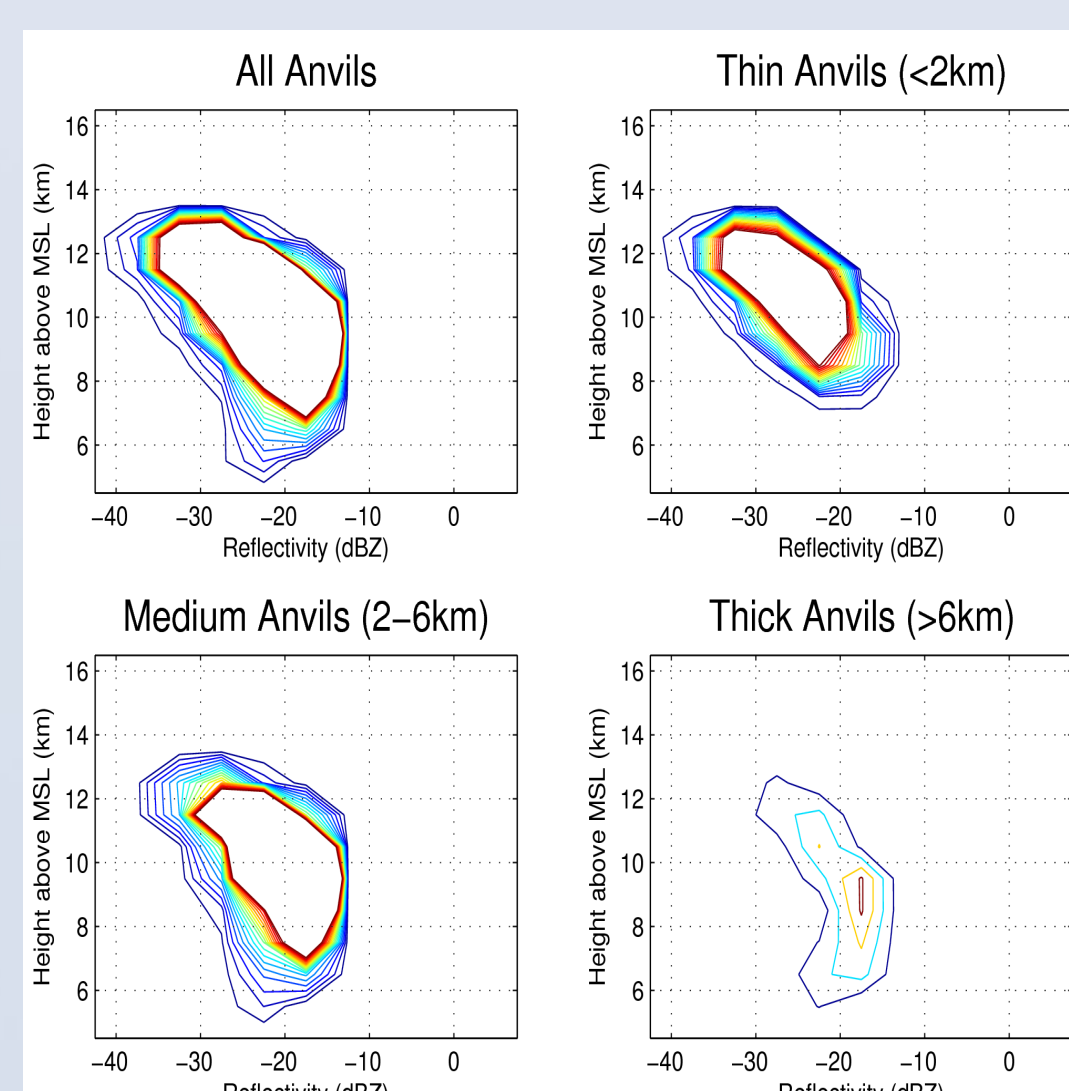 All Anvils
Height above MSL (km)
16
14
12
10
8
6
−40 −30 −20 −10 0
Reflectivity (dBZ)
Thin Anvils (<2km)
Height above MSL (km)
16
14
12
10
8
6
−40 −30 −20 −10 0
Reflectivity (dBZ)
Medium Anvils (2−6km)
Height above MSL (km)
16
14
12
10
8
6
−40 −30 −20 −10 0
Reflectivity (dBZ)
Thick Anvils (>6km)
Height above MSL (km)
16
14
12
10
8
6
−40 −30 −20 −10 0
Reflectivity (dBZ)